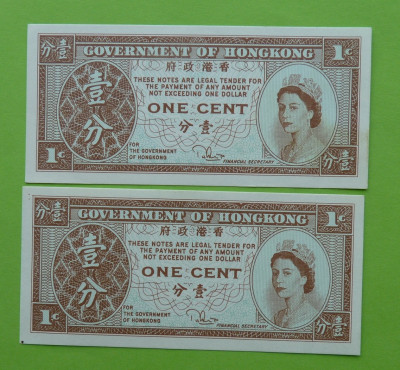 分壹 GOVERNMENT OF HONGKONG 1¢
府政港香
THESE NOTES ARE LEGAL TENDER FOR
THE PAYMENT OF ANY AMOUNT
NOT EXCEEDING ONE DOLLAR
壹
分
ONE CENT
分壹
FOR
THE GOVERNMENT
OF HONGKONG
FINANCIAL SECRETARY
1¢ 分壹
分壹 GOVERNMENT OF HONGKONG 1¢
府政港香
THESE NOTES ARE LEGAL TENDER FOR
THE PAYMENT OF ANY AMOUNT
NOT EXCEEDING ONE DOLLAR
壹
分
ONE CENT
分壹
FOR
THE GOVERNMENT
OF HONGKONG
FINANCIAL SECRETARY
1¢ 分壹